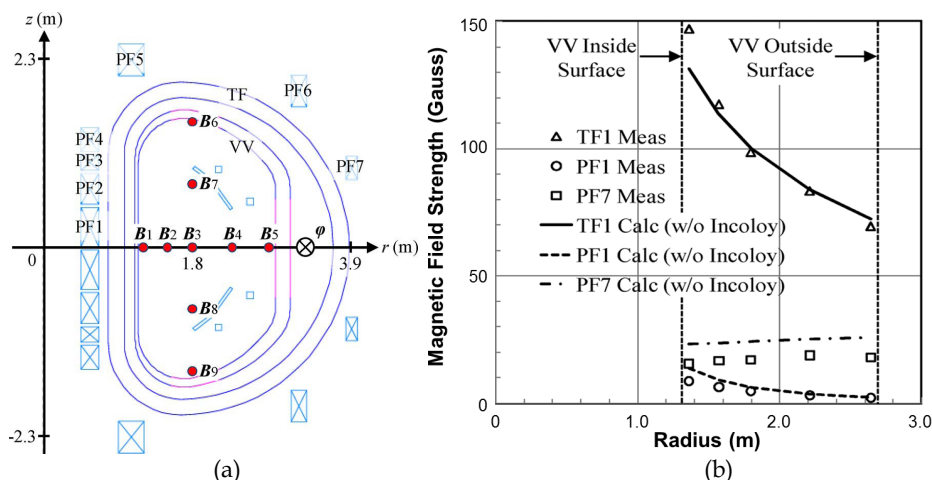 z (m)
2.3
PF5
PF6
TF
B6
PF4
VV
PF3
PF7
B7
PF2
PF1
B1 B2 B3 B4 B5 φ
r (m)
0
1.8
3.9
B8
B9
-2.3
(a)
150
VV Inside
Surface
VV Outside
Surface
TF1 Meas
PF1 Meas
PF7 Meas
TF1 Calc (w/o Incoloy)
PF1 Calc (w/o Incoloy)
PF7 Calc (w/o Incoloy)
100
50
0
Magnetic Field Strength (Gauss)
0 1.0 2.0 3.0
Radius (m)
(b)